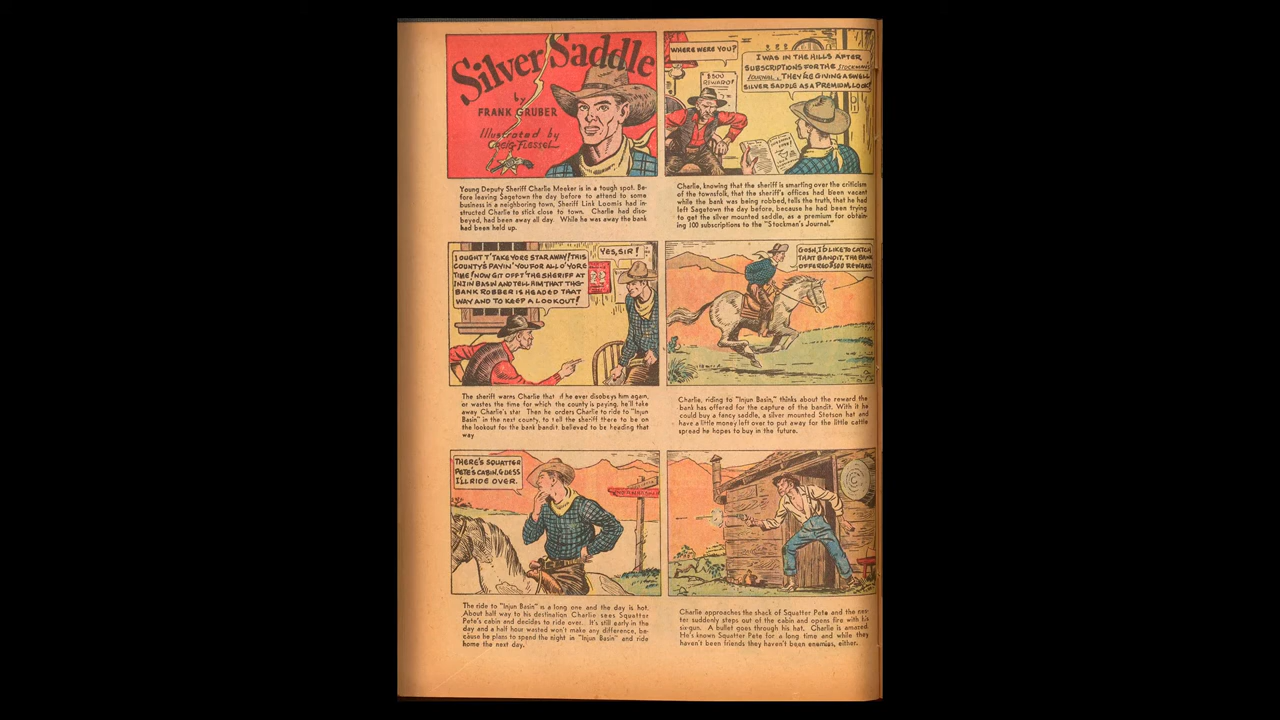 Silver Saddle
by
FRANK GRUBER
Illustrated by
CREIG FLESSEL
WHERE WERE YOU?
$500
REWARD!
I WAS IN THE HILLS AFTER
SUBSCRIPTIONS FOR THE STOCKMANS
JOURNAL. THEY'RE GIVING A SWELL
SILVER SADDLE AS A PREMIUM, LOOK!
Young Deputy Sheriff Charlie Meeker is in a tough spot. Be-
fore leaving Sagetown the day before to attend to some
business in a neighboring town, Sheriff Link Loomis had in-
structed Charlie to stick close to town. Charlie had diso-
beyed, had been away all day. While he was away the bank
had been held up.
Charlie, knowing that the sheriff is smarting over the criticism
of the townsfolk, that the sheriff's offices had been vacant
while the bank was being robbed, tells the truth, that he had
left Sagetown the day before, because he had been trying
to get the silver mounted saddle, as a premium for obtain-
ing 100 subscriptions to the "Stockman's Journal."
I OUGHT T' TAKE YORE STAR AWAY! THIS
COUNTY'S PAYIN' YOU FOR ALL O' YORE
TIME! NOW GIT OFF T' THE SHERIFF AT
INJIN BASIN AND TELL HIM THAT THE
BANK ROBBER IS HEADED THAT
WAY AND TO KEEP A LOOKOUT!
YES, SIR!
GOSH, I'D LIKE TO CATCH
THAT BANDIT, THE BANK
OFFERED $500 REWARD.
The sheriff warns Charlie that if he ever disobeys him again,
or wastes the time for which the county is paying, he'll take
away Charlie's star Then he orders Charlie to ride to "Injun
Basin" in the next county, to tell the sheriff there to be on
the lookout for the bank bandit believed to be heading that
way
Charlie, riding to "Injun Basin," thinks about the reward the
bank has offered for the capture of the bandit. With it he
could buy a fancy saddle, a silver mounted Stetson hat and
have a little money left over to put away for the little cattle
spread he hopes to buy in the future.
THERE'S SQUATTER
PETE'S CABIN, GUESS
I'LL RIDE OVER.
The ride to "Injun Basin" is a long one and the day is hot.
About half way to his destination Charlie sees Squatter
Pete's cabin and decides to ride over. It's still early in the
day and a half hour wasted won't make any difference, be-
cause he plans to spend the night in "Injun Basin" and ride
home the next day.
Charlie approaches the shack of Squatter Pete and the neu-
ter suddenly steps out of the cabin and opens fire with his
six-gun. A bullet goes through his hat. Charlie is amazed.
He's known Squatter Pete for a long time and while they
haven't been friends they haven't been enemies, either.